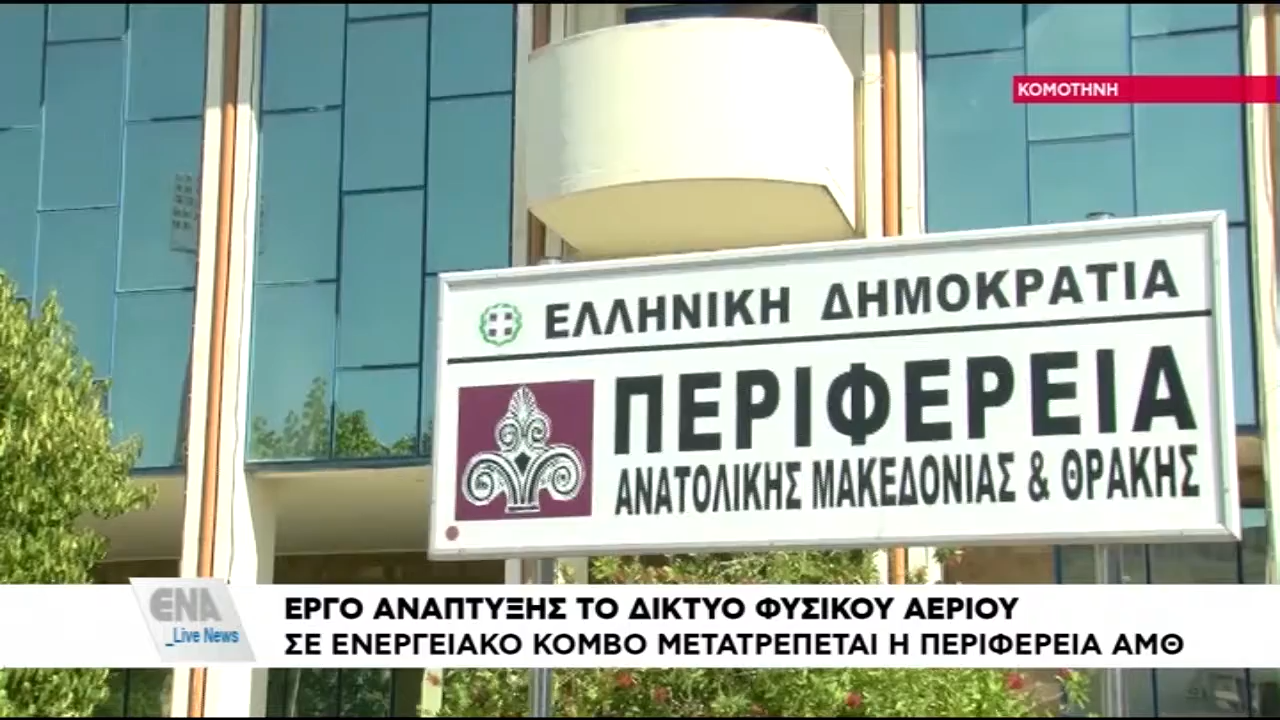 ΚΟΜΟΤΗΝΗ
ΕΛΛΗΝΙΚΗ ΔΗΜΟΚΡΑΤΙΑ
ΠΕΡΙΦΕΡΕΙΑ
ΑΝΑΤΟΛΙΚΗΣ ΜΑΚΕΔΟΝΙΑΣ & ΘΡΑΚΗΣ
ΕΝΑ
_Live News
ΕΡΓΟ ΑΝΑΠΤΥΞΗΣ ΤΟ ΔΙΚΤΥΟ ΦΥΣΙΚΟΥ ΑΕΡΙΟΥ
ΣΕ ΕΝΕΡΓΕΙΑΚΟ ΚΟΜΒΟ ΜΕΤΑΤΡΕΠΕΤΑΙ Η ΠΕΡΙΦΕΡΕΙΑ ΑΜΘ